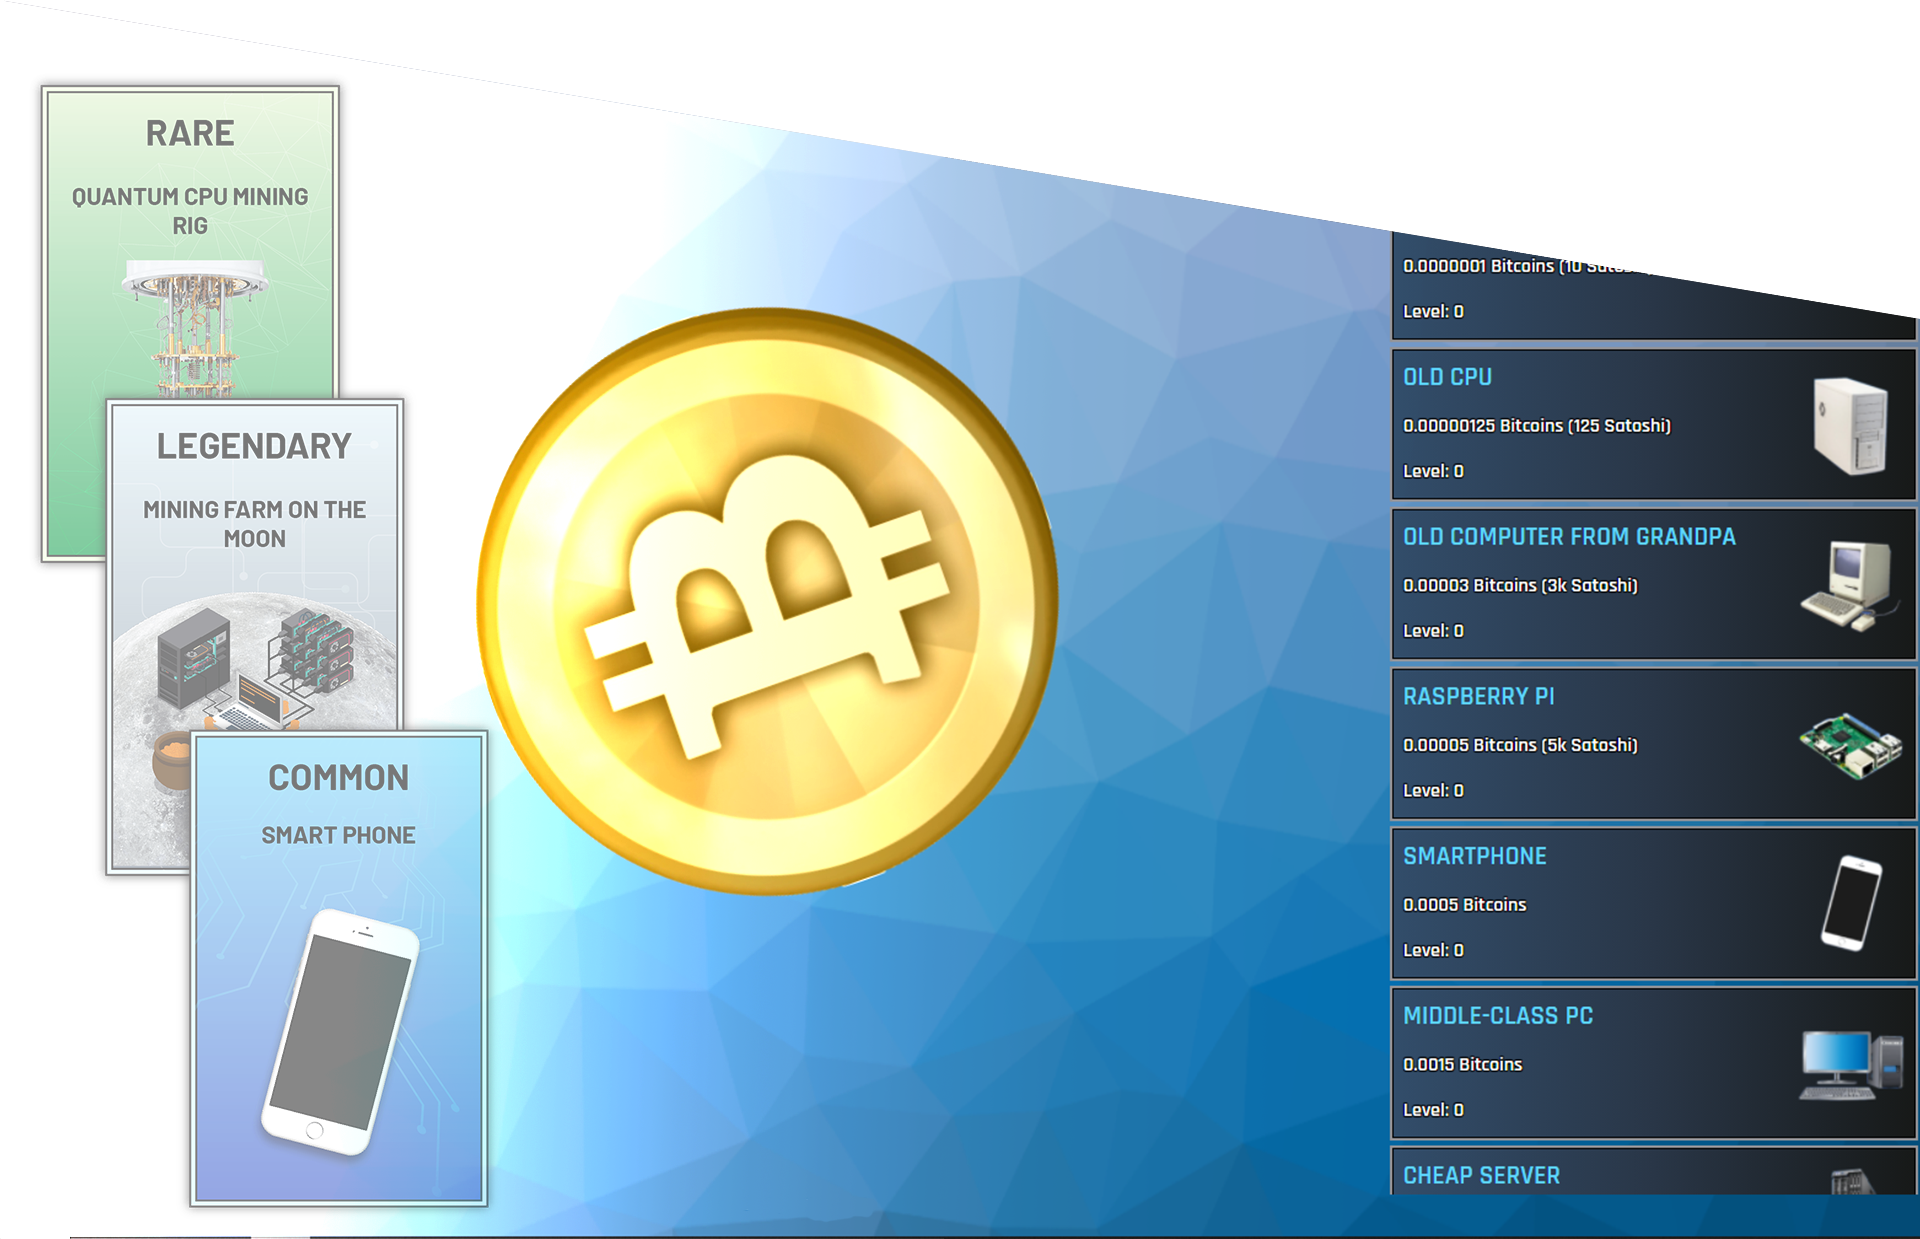 RARE
QUANTUM CPU MINING
RIG
LEGENDARY
MINING FARM ON THE
MOON
COMMON
SMART PHONE
0.0000001 Bitcoins (10
Level: 0
OLD CPU
0.00000125 Bitcoins (125 Satoshi)
Level: 0
OLD COMPUTER FROM GRANDPA
0.00003 Bitcoins (3k Satoshi)
Level: 0
RASPBERRY PI
0.00005 Bitcoins (5k Satoshi)
Level: 0
SMARTPHONE
0.0005 Bitcoins
Level: 0
MIDDLE-CLASS PC
0.0015 Bitcoins
Level: 0
CHEAP SERVER